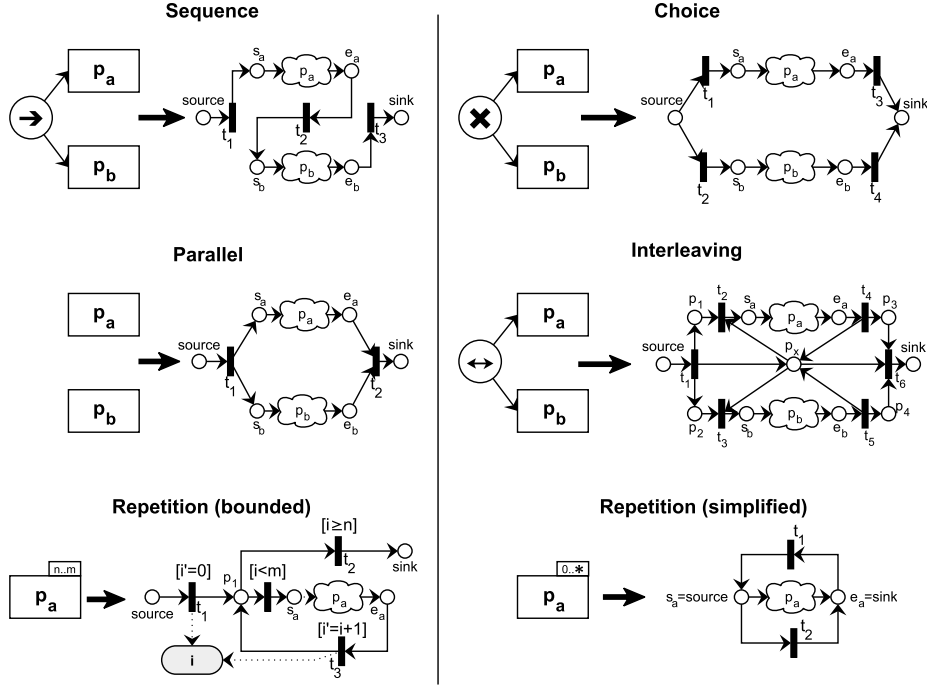 Sequence
p_a
p_b
source
t_1
s_a
p_a
e_a
t_2
s_b
p_b
e_b
t_3
sink
Choice
p_a
p_b
source
t_1
s_a
p_a
e_a
t_3
t_2
s_b
p_b
e_b
t_4
sink
Parallel
p_a
p_b
source
t_1
s_a
p_a
e_a
s_b
p_b
e_b
t_2
sink
Interleaving
p_a
p_b
source
t_1
p_1
t_2
s_a
p_a
e_a
t_4
p_3
p_x
p_2
t_3
s_b
p_b
e_b
t_5
p_4
t_6
sink
Repetition (bounded)
n..m
p_a
source
[i'=0]
t_1
p_1
[i<m]
s_a
p_a
e_a
[i≥n]
t_2
sink
[i'=i+1]
t_3
i
Repetition (simplified)
0..*
p_a
s_a=source
t_1
p_a
t_2
e_a=sink